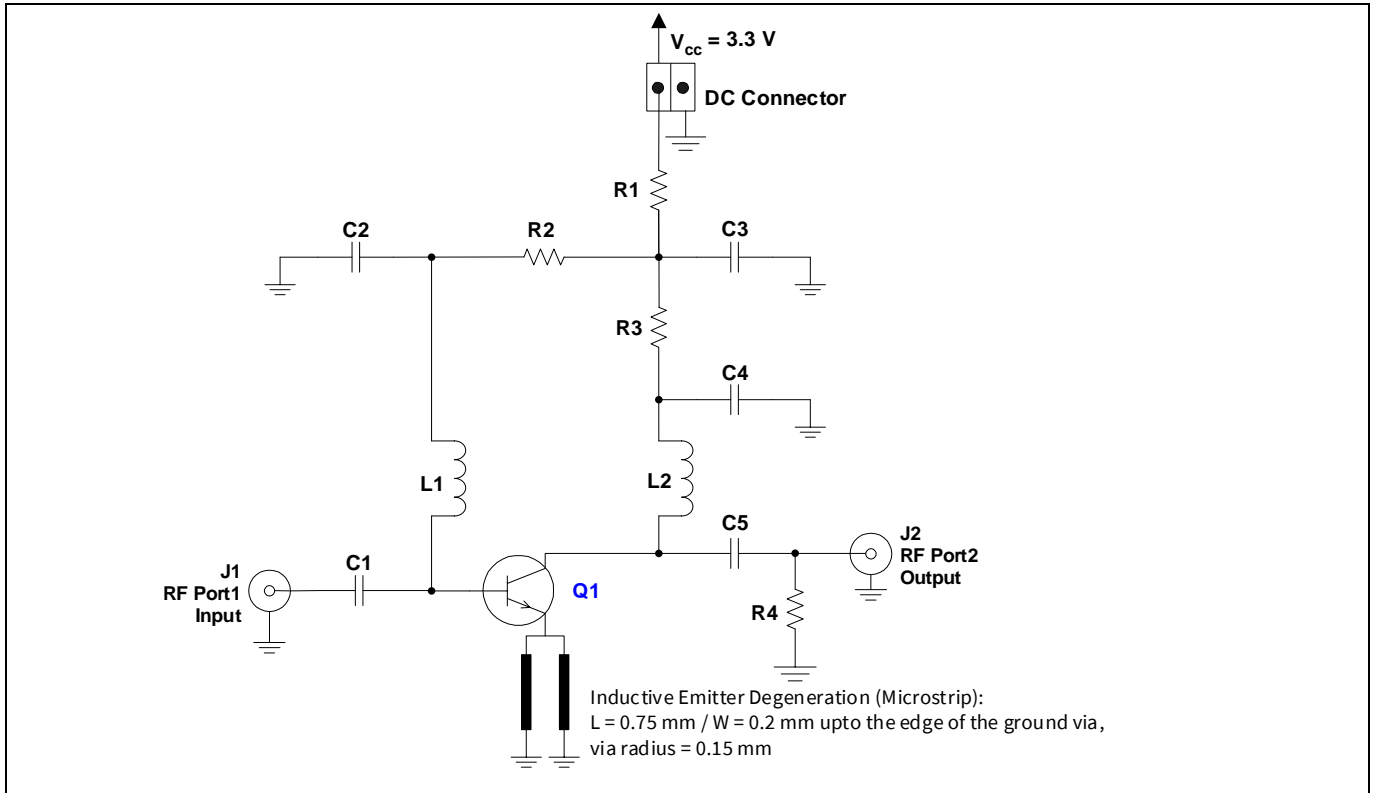 Vcc = 3.3 V
DC Connector
R1
C2
R2
C3
R3
C4
L1
L2
C5
J2
RF Port2
Output
C1
J1
RF Port1
Input
Q1
R4
Inductive Emitter Degeneration (Microstrip):
L = 0.75 mm / W = 0.2 mm upto the edge of the ground via,
via radius = 0.15 mm